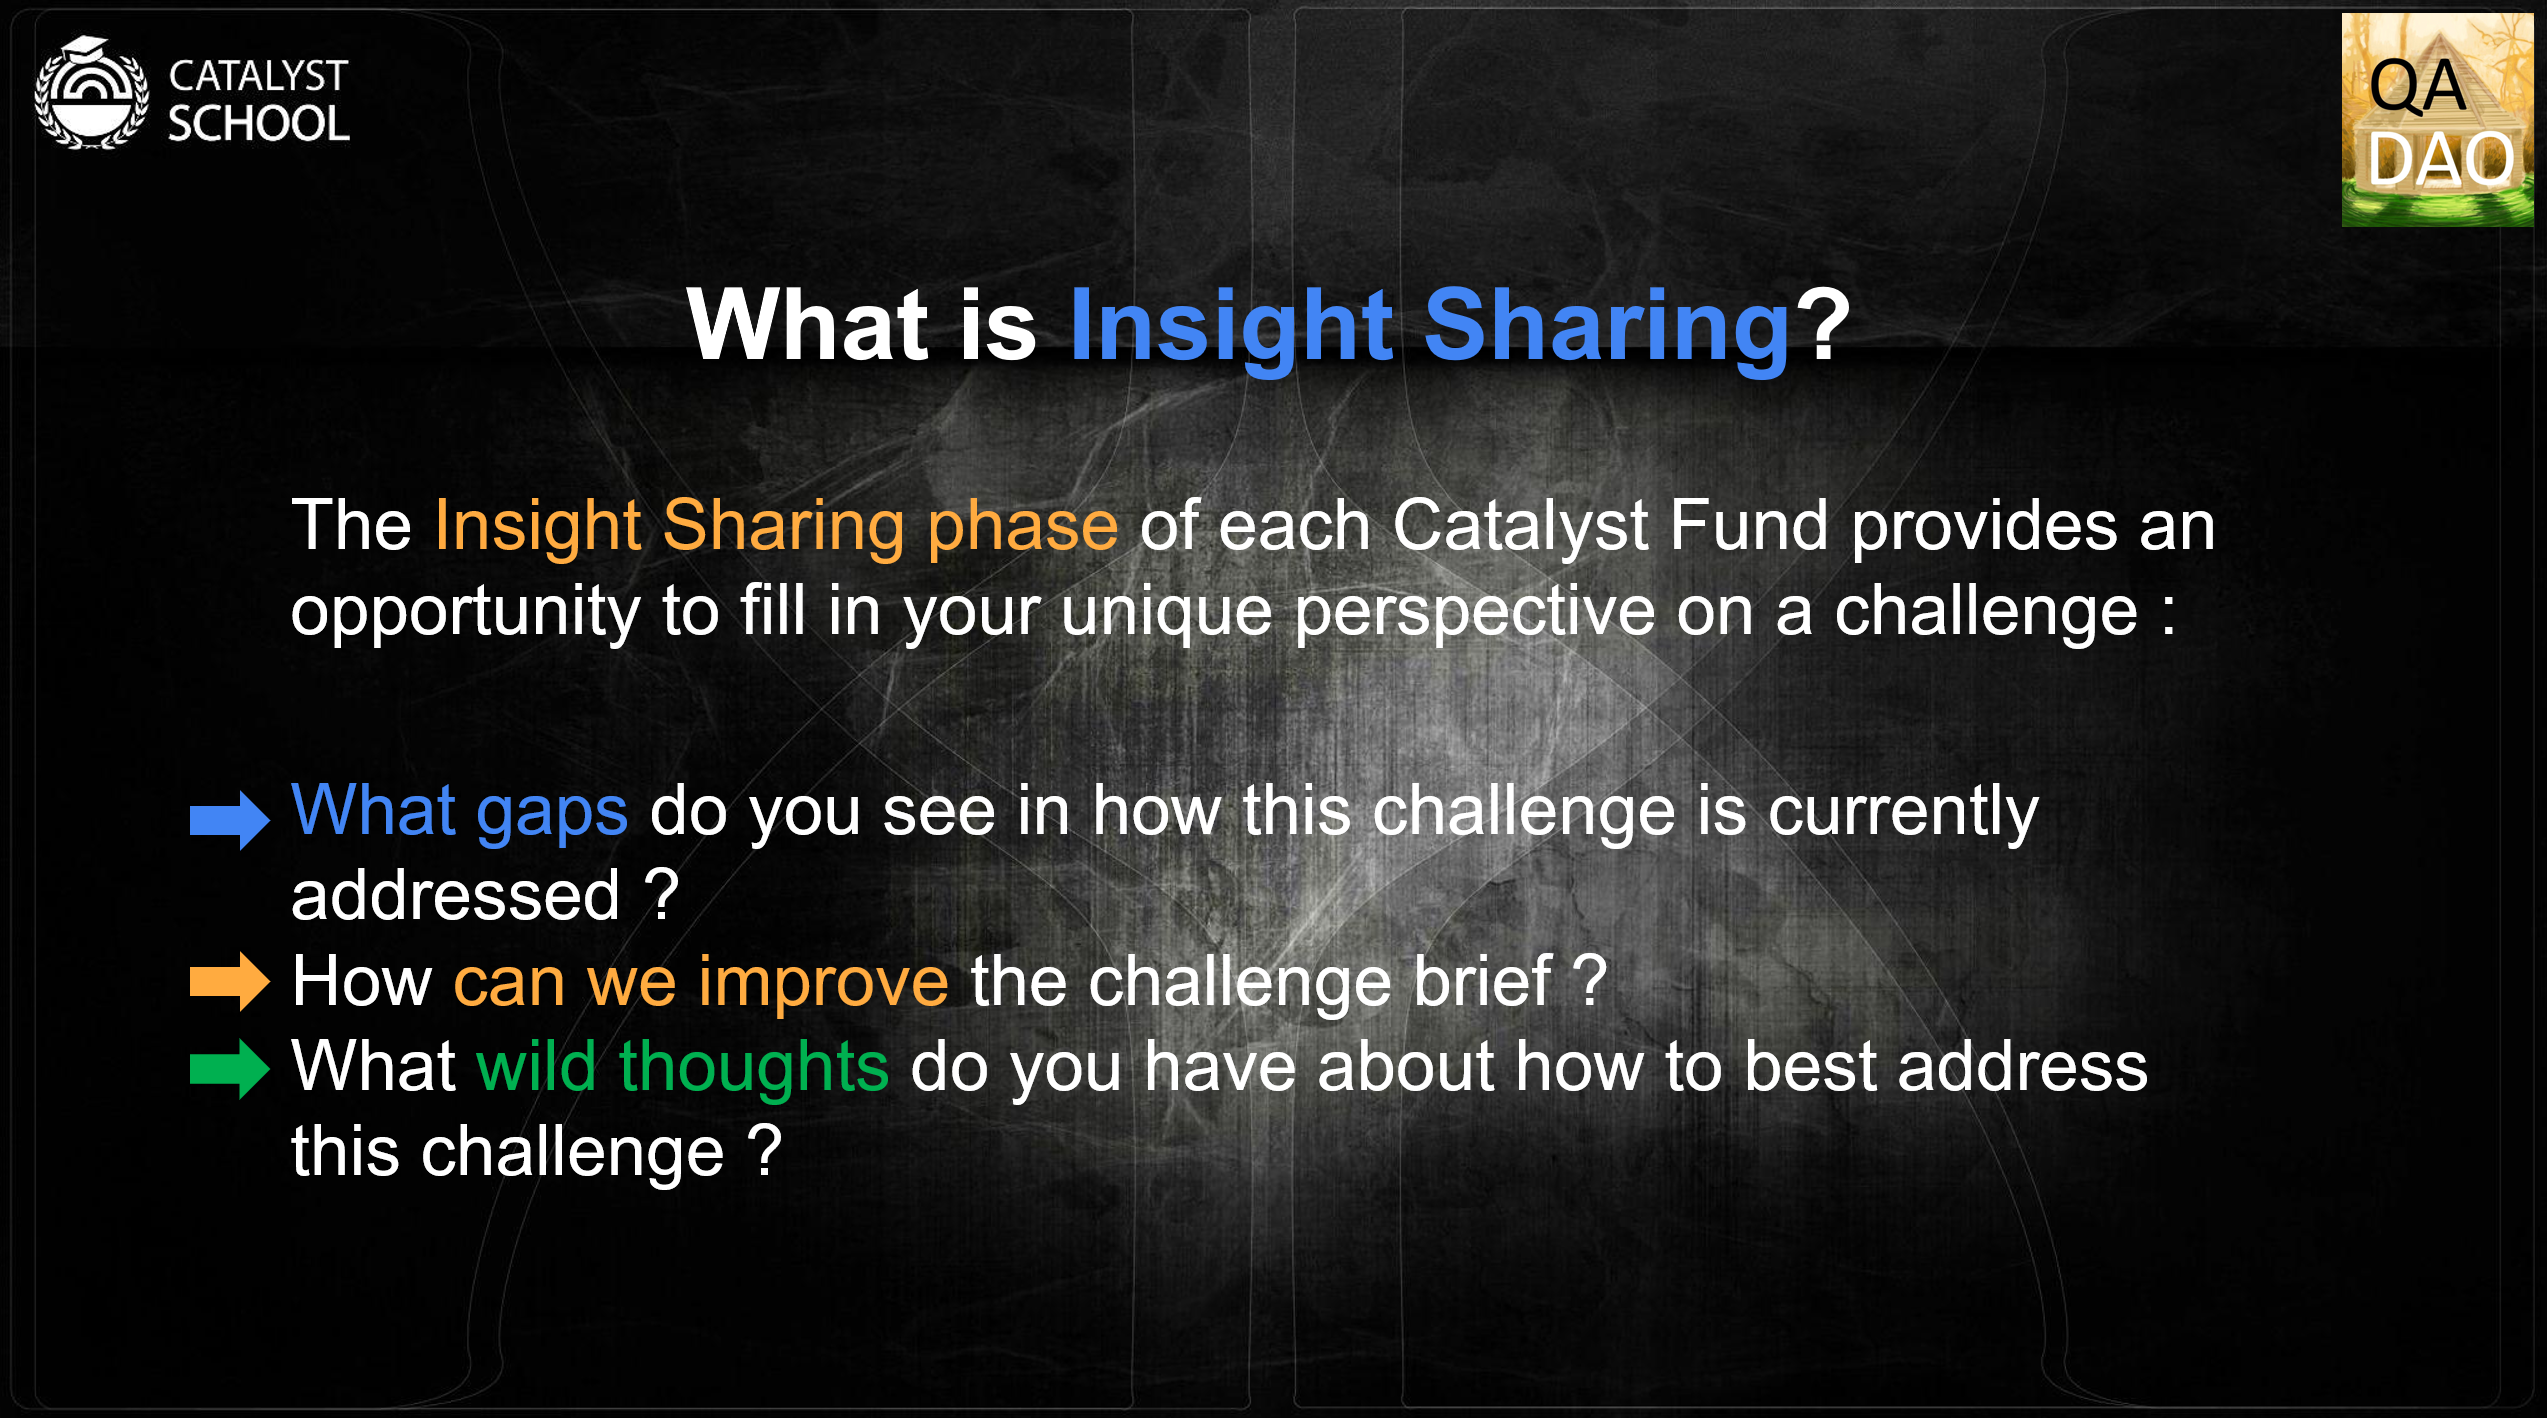 CATALYST
SCHOOL
QA
DAO
What is Insight Sharing?
The Insight Sharing phase of each Catalyst Fund provides an
opportunity to fill in your unique perspective on a challenge :
What gaps do you see in how this challenge is currently
addressed ?
How can we improve the challenge brief ?
What wild thoughts do you have about how to best address
this challenge ?